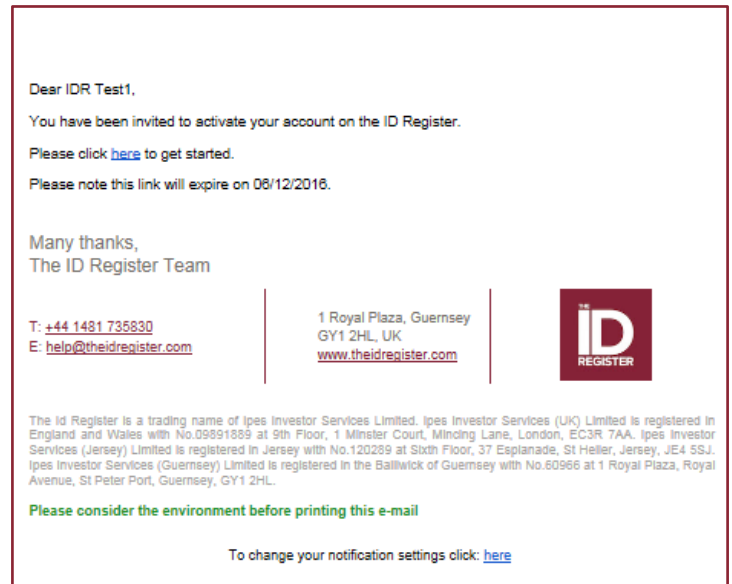 Dear IDR Test1,
You have been invited to activate your account on the ID Register.
Please click here to get started.
Please note this link will expire on 06/12/2016.
Many thanks,
The ID Register Team
T: +44 1481 735830
E: help@theidregister.com
1 Royal Plaza, Guernsey
GY1 2HL, UK
www.theidregister.com
THE
ID
REGISTER
The Id Register is a trading name of Ipes Investor Services Limited. Ipes Investor Services (UK) Limited is registered in
England and Wales with No.09891889 at 9th Floor, 1 Minster Court, Mincing Lane, London, EC3R 7AA. Ipes Investor
Services (Jersey) Limited is registered in Jersey with No.120289 at Sixth Floor, 37 Esplanade, St Helier, Jersey, JE4 5SJ.
Ipes Investor Services (Guernsey) Limited is registered in the Bailiwick of Guernsey with No.60966 at 1 Royal Plaza, Royal
Avenue, St Peter Port, Guernsey, GY1 2HL.
Please consider the environment before printing this e-mail
To change your notification settings click: here